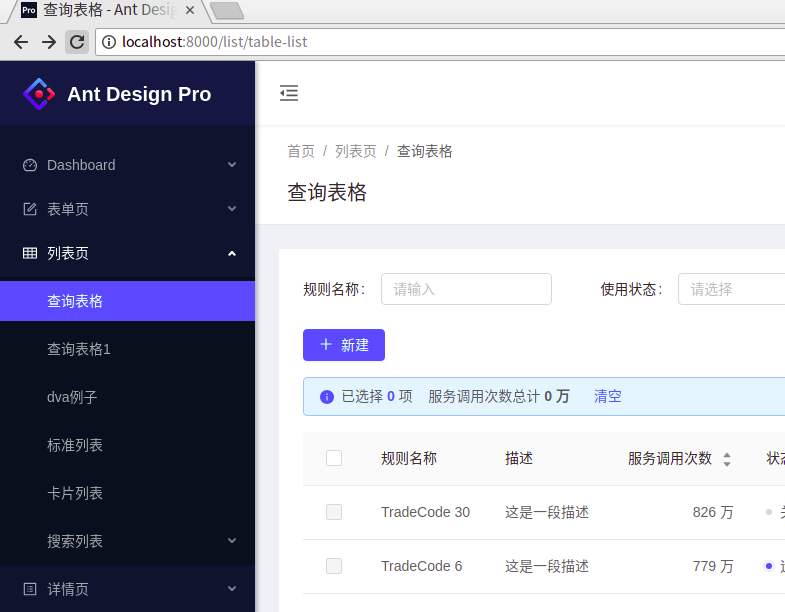 Pro 查询表格 - Ant Desig
localhost:8000/list/table-list
Ant Design Pro
Dashboard
表单页
列表页
查询表格
查询表格1
dva例子
标准列表
卡片列表
搜索列表
详情页
首页 / 列表页 / 查询表格
查询表格
规则名称: 请输入 使用状态: 请选择
+ 新建
已选择 0 项 服务调用次数总计 0 万 清空
规则名称 描述 服务调用次数 状态
TradeCode 30 这是一段描述 826 万
TradeCode 6 这是一段描述 779 万